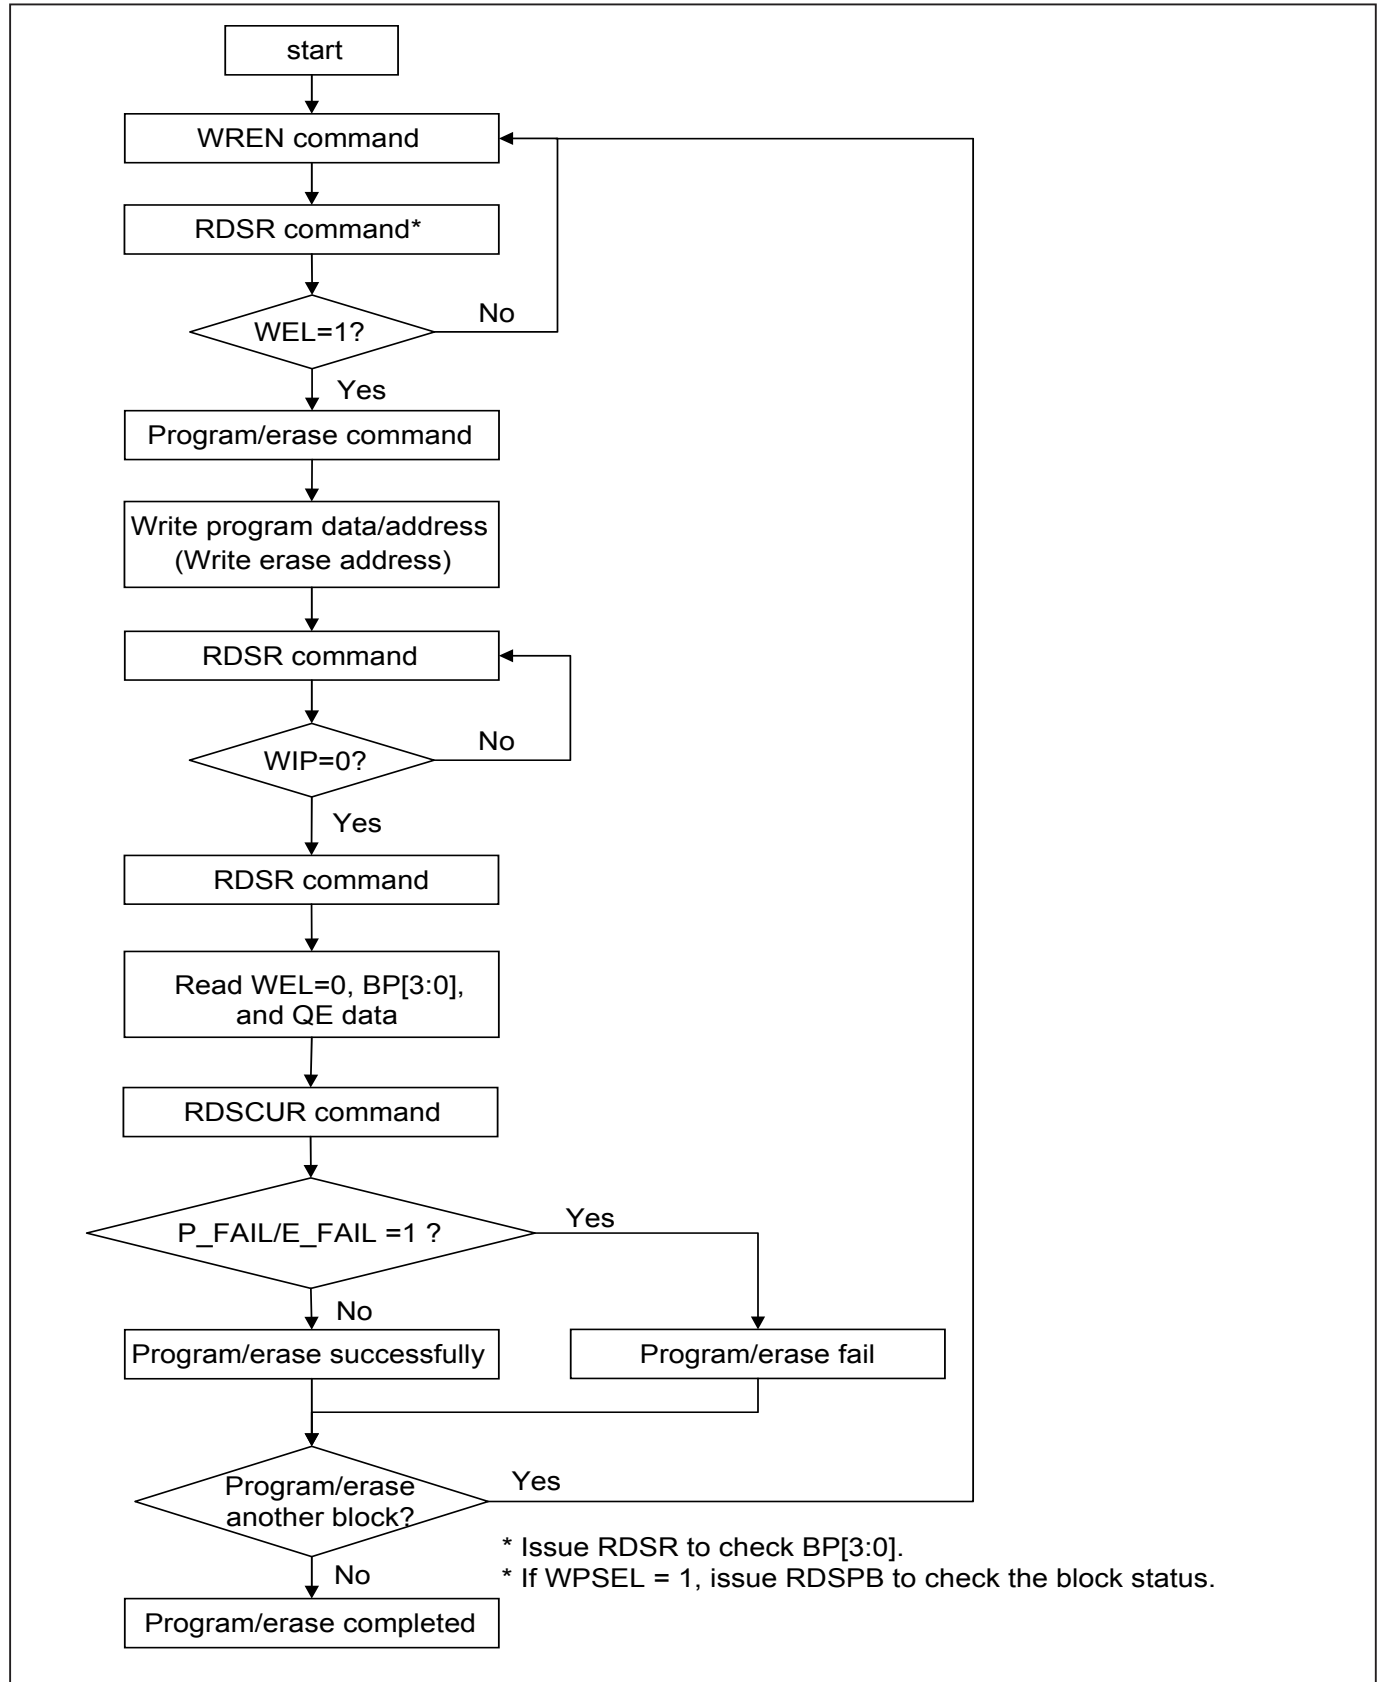 start
WREN command
RDSR command*
WEL=1?
No
Yes
Program/erase command
Write program data/address
(Write erase address)
RDSR command
WIP=0?
No
Yes
RDSR command
Read WEL=0, BP[3:0],
and QE data
RDSCUR command
P_FAIL/E_FAIL =1 ?
Yes
No
Program/erase successfully
Program/erase fail
Program/erase
another block?
Yes
* Issue RDSR to check BP[3:0].
* If WPSEL = 1, issue RDSPB to check the block status.
No
Program/erase completed